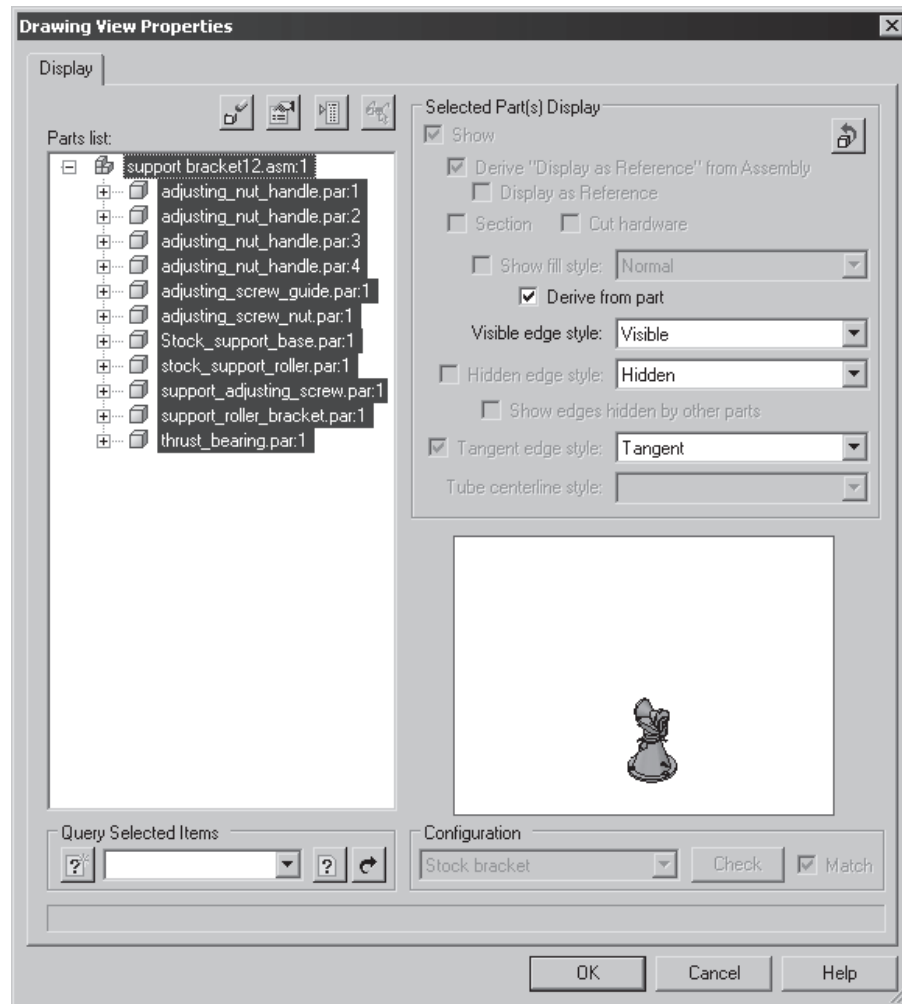 Drawing View Properties
Display
Parts list:
support bracket12.asm:1
adjusting_nut_handle.par:1
adjusting_nut_handle.par:2
adjusting_nut_handle.par:3
adjusting_nut_handle.par:4
adjusting_screw_guide.par:1
adjusting_screw_nut.par:1
Stock_support_base.par:1
stock_support_roller.par:1
support_adjusting_screw.par:1
support_roller_bracket.par:1
thrust_bearing.par:1
Query Selected Items
Selected Part(s) Display
Show
Derive "Display as Reference" from Assembly
Display as Reference
Section Cut hardware
Show fill style: Normal
Derive from part
Visible edge style: Visible
Hidden edge style: Hidden
Show edges hidden by other parts
Tangent edge style: Tangent
Tube centerline style:
Configuration
Stock bracket Check Match
OK Cancel Help